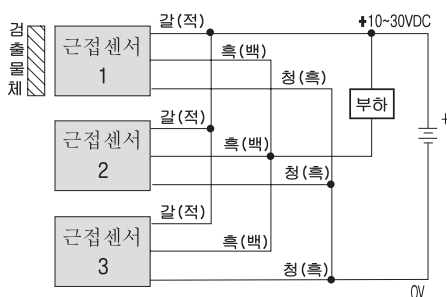 검출물체
근접센서
1
갈(적)
흑(백)
청(흑)
+10~30VDC
부하
+
근접센서
2
갈(적)
흑(백)
청(흑)
근접센서
3
갈(적)
흑(백)
청(흑)
0V